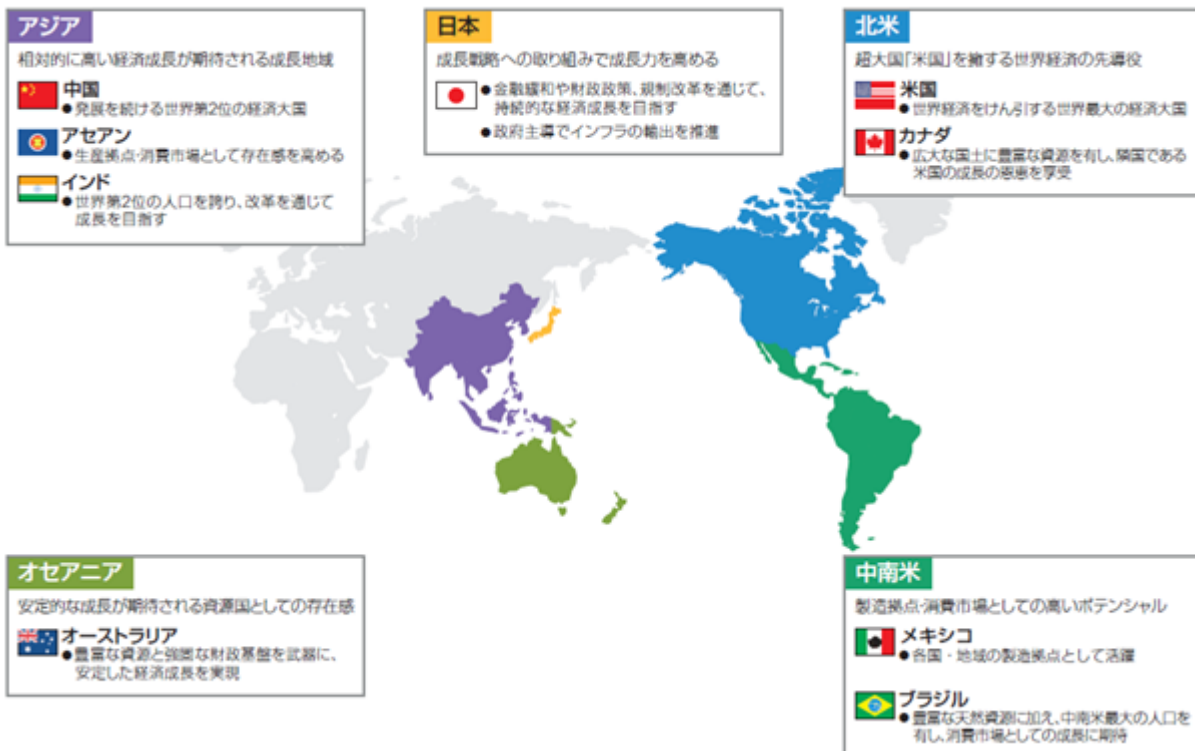 アジア
相対的に高い経済成長が期待される成長地域
中国
●発展を続ける世界第2位の経済大国
アセアン
●生産拠点・消費市場として存在感を高める
インド
●世界第2位の人口を誇り、改革を通じて
成長を目指す
日本
成長戦略への取り組みで成長力を高める
●金融緩和や財政政策、規制改革を通じて、
持続的な経済成長を目指す
●政府主導でインフラの輸出を推進
北米
超大国「米国」を擁する世界経済の先導役
米国
●世界経済をけん引する世界最大の経済大国
カナダ
●広大な国土に豊富な資源を有し、隣国である
米国の成長の恩恵を享受
オセアニア
安定的な成長が期待される資源国としての存在感
オーストラリア
●豊富な資源と強固な財政基盤を武器に、
安定した経済成長を実現
中南米
製造拠点・消費市場としての高いポテンシャル
メキシコ
●各国・地域の製造拠点として活躍
ブラジル
●豊富な天然資源に加え、中南米最大の人口を
有し、消費市場としての成長に期待